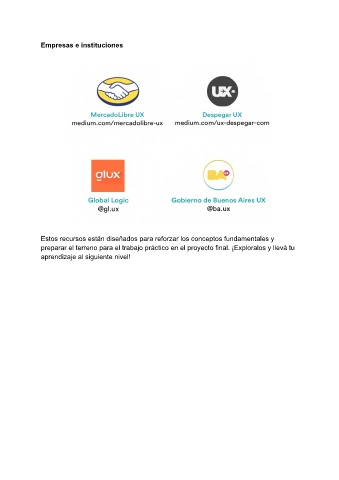 Empresas e instituciones
UX
MercadoLibre UX
medium.com/mercadolibre-ux
Despegar UX
medium.com/ux-despegar-com
glux
BA
Global Logic
@gl.ux
Gobierno de Buenos Aires UX
@ba.ux
Estos recursos están diseñados para reforzar los conceptos fundamentales y
preparar el terreno para el trabajo práctico en el proyecto final. ¡Exploralos y llevá tu
aprendizaje al siguiente nivel!